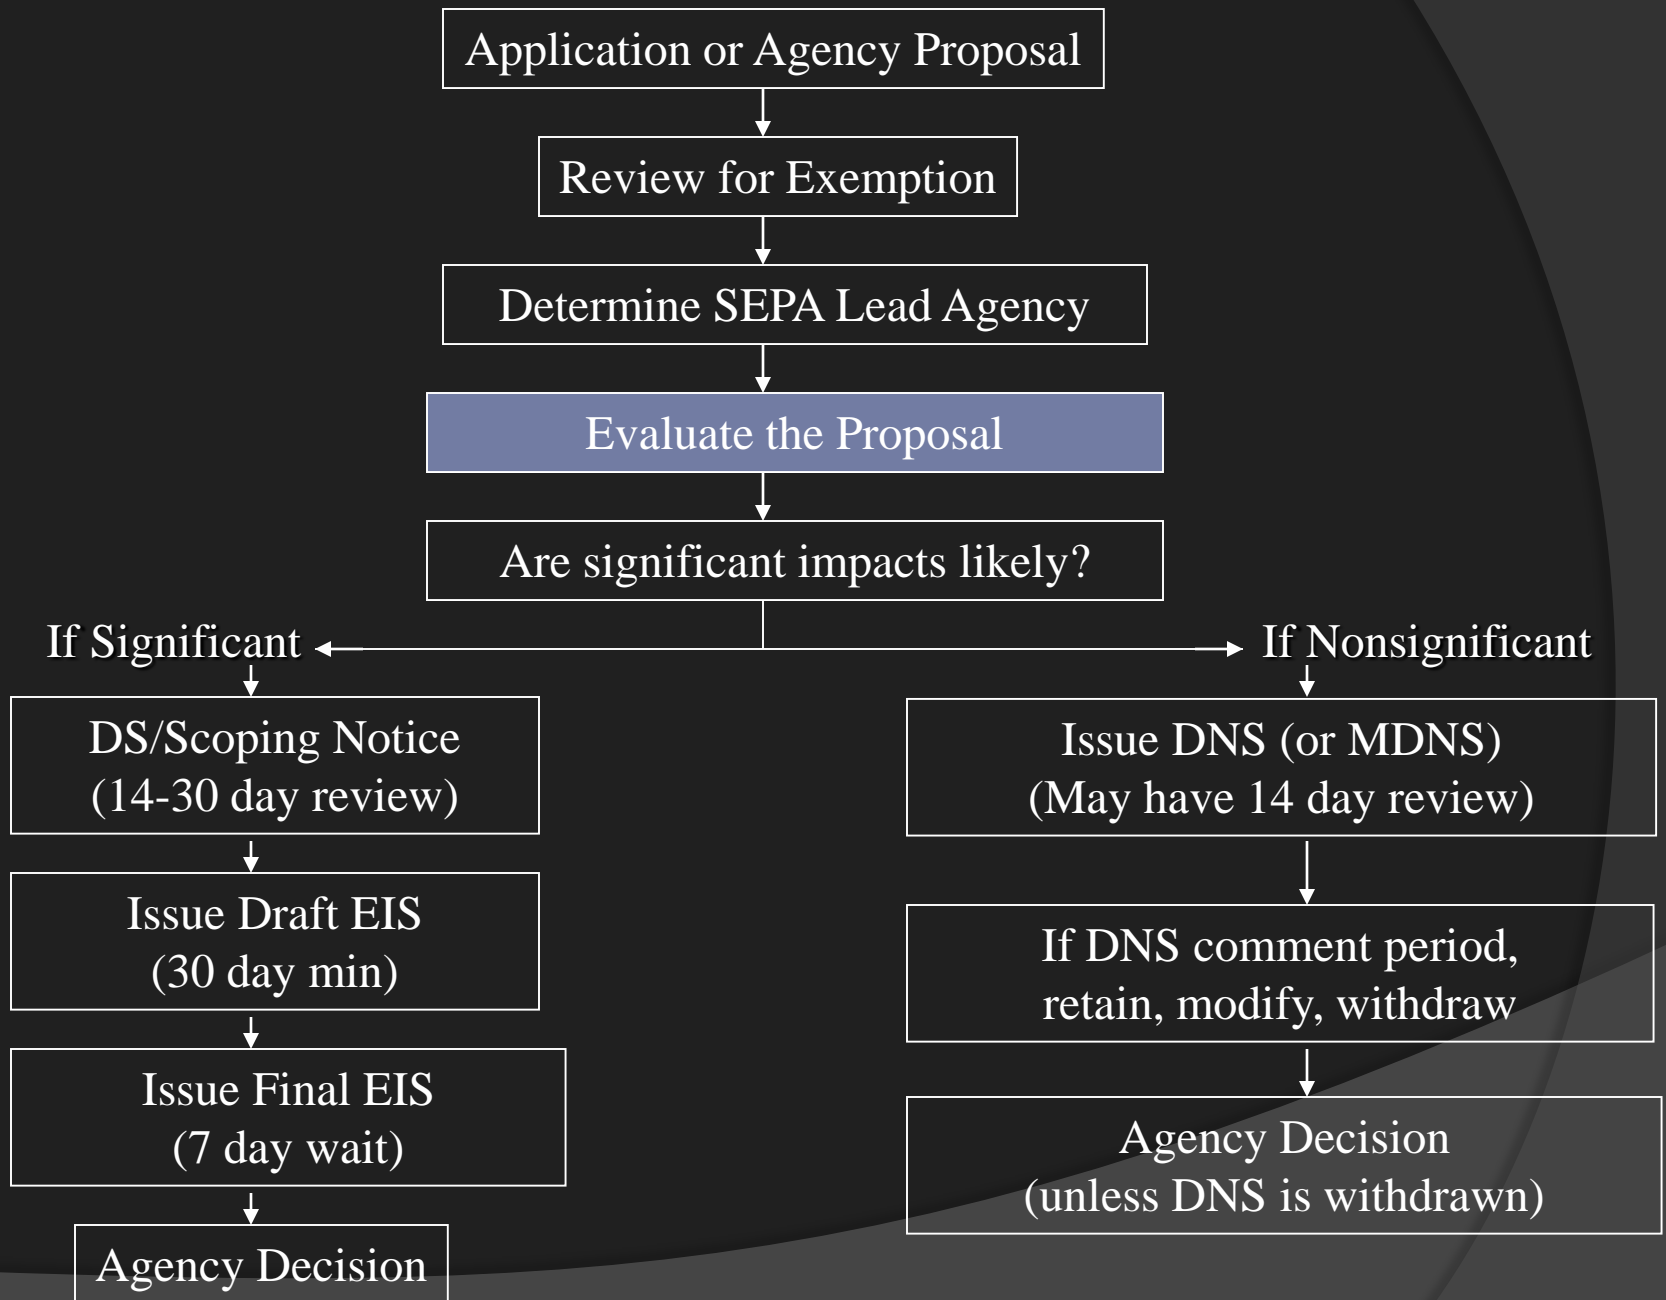 Application or Agency Proposal
Review for Exemption
Determine SEPA Lead Agency
Evaluate the Proposal
Are significant impacts likely?
If Significant
If Nonsignificant
DS/Scoping Notice
(14-30 day review)
Issue Draft EIS
(30 day min)
Issue Final EIS
(7 day wait)
Agency Decision
Issue DNS (or MDNS)
(May have 14 day review)
If DNS comment period,
retain, modify, withdraw
Agency Decision
(unless DNS is withdrawn)